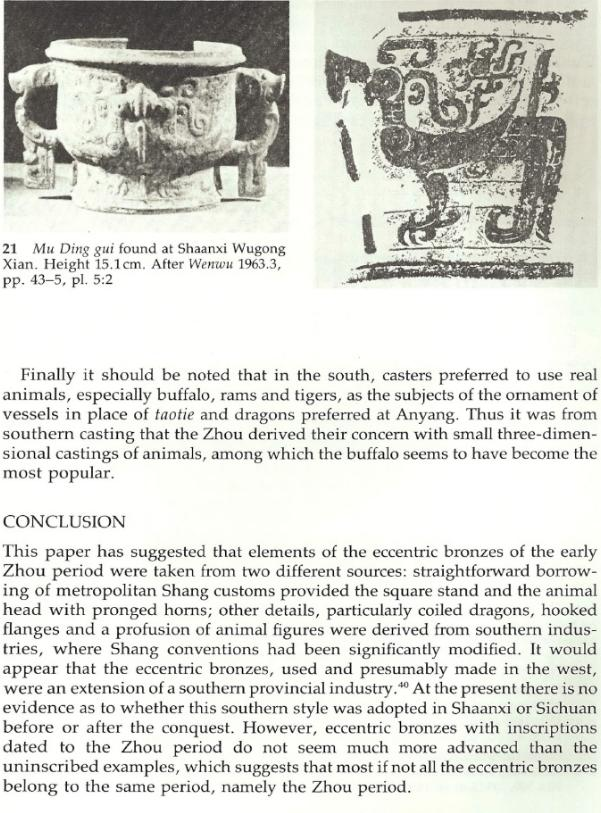 21 Mu Ding gui found at Shaanxi Wugong
Xian. Height 15.1cm. After Wenwu 1963.3,
pp. 43–5, pl. 5:2
Finally it should be noted that in the south, casters preferred to use real
animals, especially buffalo, rams and tigers, as the subjects of the ornament of
vessels in place of taotie and dragons preferred at Anyang. Thus it was from
southern casting that the Zhou derived their concern with small three-dimen-
sional castings of animals, among which the buffalo seems to have become the
most popular.
CONCLUSION
This paper has suggested that elements of the eccentric bronzes of the early
Zhou period were taken from two different sources: straightforward borrow-
ing of metropolitan Shang customs provided the square stand and the animal
head with pronged horns; other details, particularly coiled dragons, hooked
flanges and a profusion of animal figures were derived from southern indus-
tries, where Shang conventions had been significantly modified. It would
appear that the eccentric bronzes, used and presumably made in the west,
were an extension of a southern provincial industry.⁴⁰ At the present there is no
evidence as to whether this southern style was adopted in Shaanxi or Sichuan
before or after the conquest. However, eccentric bronzes with inscriptions
dated to the Zhou period do not seem much more advanced than the
uninscribed examples, which suggests that most if not all the eccentric bronzes
belong to the same period, namely the Zhou period.